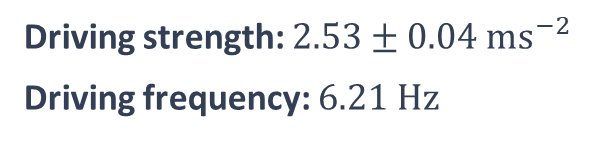 Driving strength: 2.53 ± 0.04 ms⁻²
Driving frequency: 6.21 Hz